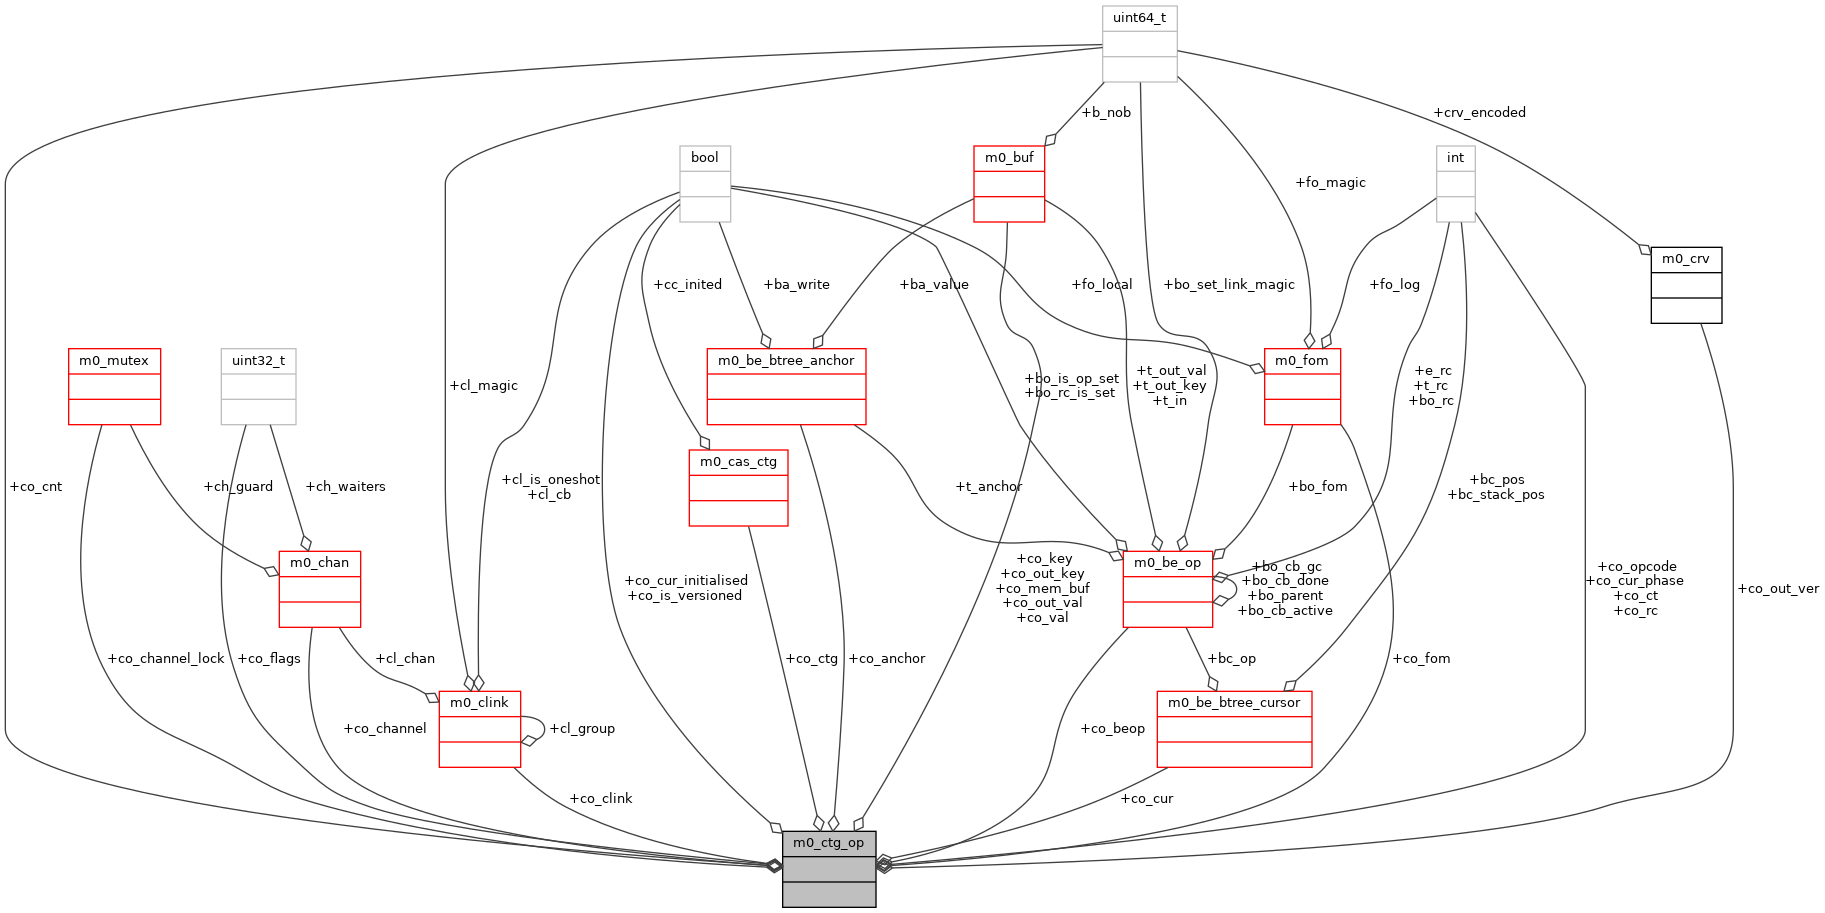 uint64_t
+b_nob
+crv_encoded
bool
m0_buf
int
+fo_magic
m0_crv
+cc_inited
+ba_write
+ba_value
+fo_local
+bo_set_link_magic
+fo_log
m0_mutex
uint32_t
m0_be_btree_anchor
m0_fom
+cl_magic
+bo_is_op_set
+bo_rc_is_set
+t_out_val
+t_out_key
+t_in
+e_rc
+t_rc
+bo_rc
m0_cas_ctg
+co_cnt
+ch_guard
+ch_waiters
+cl_is_oneshot
+cl_cb
+t_anchor
+bo_fom
+bc_pos
+bc_stack_pos
m0_chan
m0_be_op
+co_cur_initialised
+co_is_versioned
+co_key
+co_out_key
+co_mem_buf
+co_out_val
+co_val
+bo_cb_gc
+bo_cb_done
+bo_parent
+bo_cb_active
+co_opcode
+co_cur_phase
+co_ct
+co_rc
+co_out_ver
+co_channel_lock
+co_flags
+cl_chan
+co_ctg
+co_anchor
+bc_op
+co_fom
m0_clink
m0_be_btree_cursor
+co_channel
+cl_group
+co_beop
+co_clink
+co_cur
m0_ctg_op